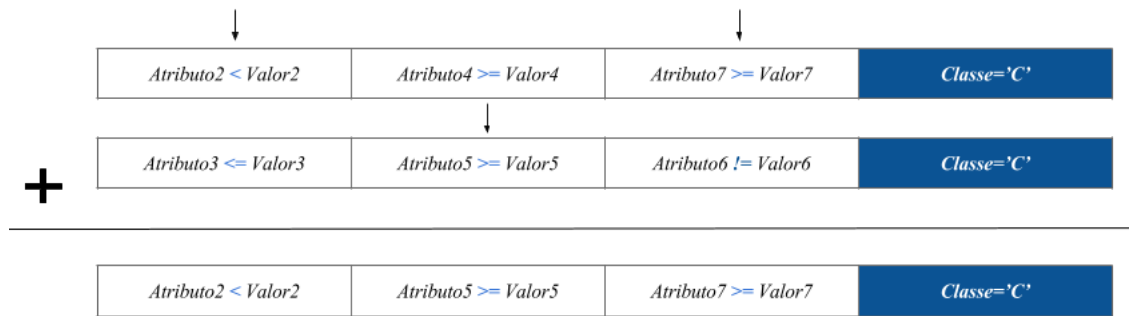 Atributo2 < Valor2 Atributo4 >= Valor4 Atributo7 >= Valor7 Classe=’C’
Atributo3 <= Valor3 Atributo5 >= Valor5 Atributo6 != Valor6 Classe=’C’
+
Atributo2 < Valor2 Atributo5 >= Valor5 Atributo7 >= Valor7 Classe=’C’